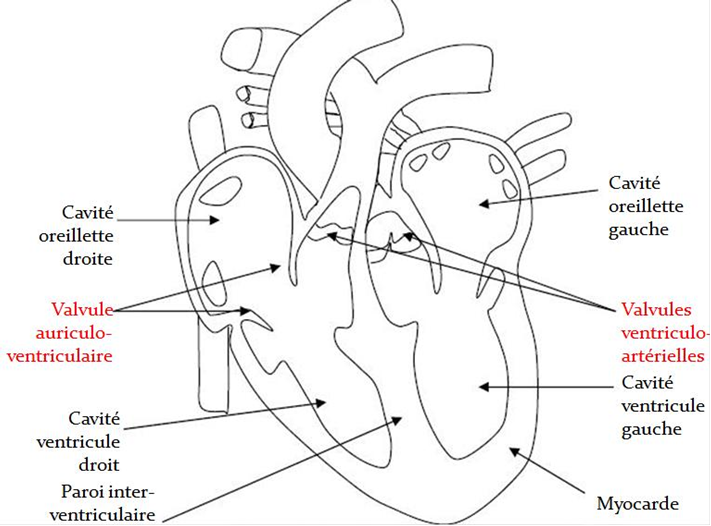 Cavité
oreillette
droite
Valvule
auriculo-
ventriculaire
Cavité
ventricule
droit
Paroi inter-
ventriculaire
Cavité
oreillette
gauche
Valvules
ventriculo-
artérielles
Cavité
ventricule
gauche
Myocarde